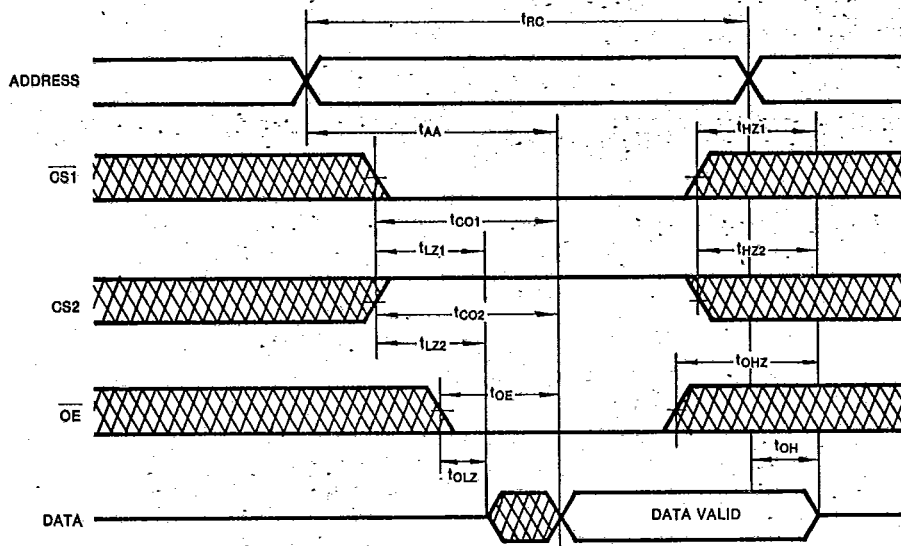 tRC
ADDRESS
tAA
tHZ1
CS1
tCO1
tLZ1
tHZ2
CS2
tCO2
tLZ2
tOHZ
OE
tOE
tOH
tOLZ
DATA
DATA VALID